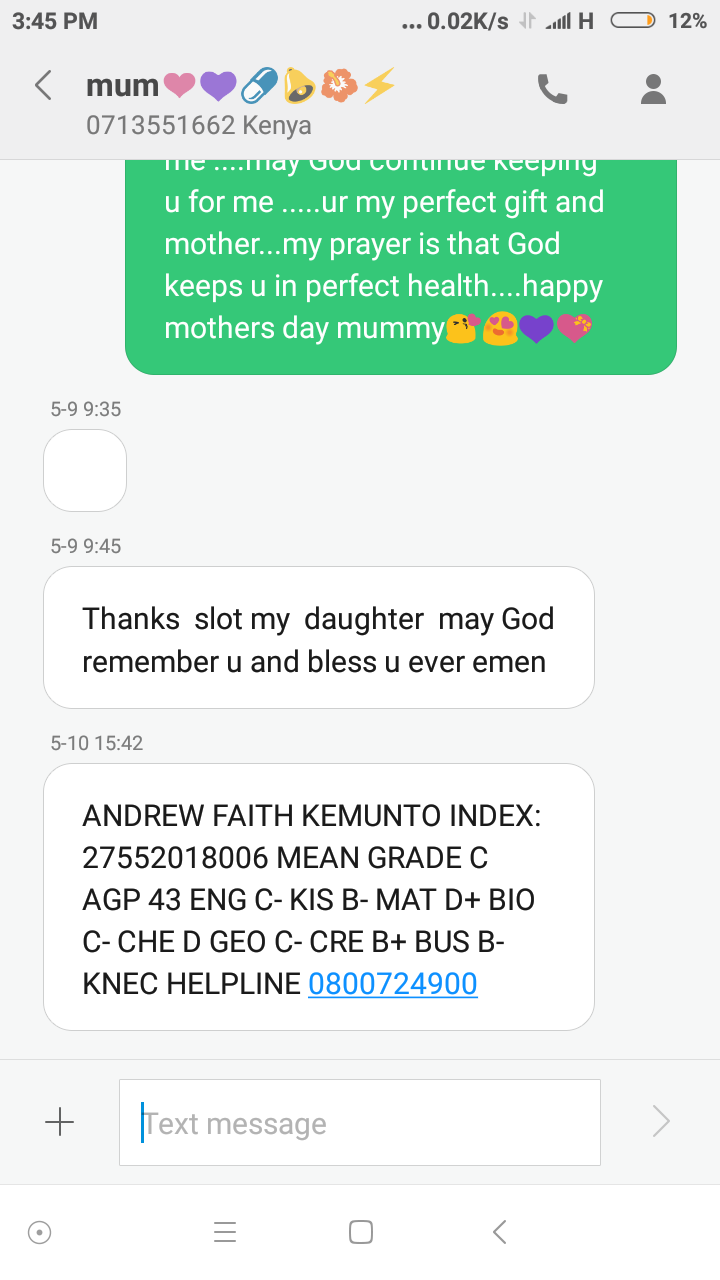 3:45 PM
... 0.02K/s H 12%
mum
0713551662 Kenya
me ....may God continue keeping
u for me .....ur my perfect gift and
mother...my prayer is that God
keeps u in perfect health....happy
mothers day mummy
5-9 9:35
5-9 9:45
Thanks slot my daughter may God
remember u and bless u ever emen
5-10 15:42
ANDREW FAITH KEMUNTO INDEX:
27552018006 MEAN GRADE C
AGP 43 ENG C- KIS B- MAT D+ BIO
C- CHE D GEO C- CRE B+ BUS B-
KNEC HELPLINE 0800724900
Text message